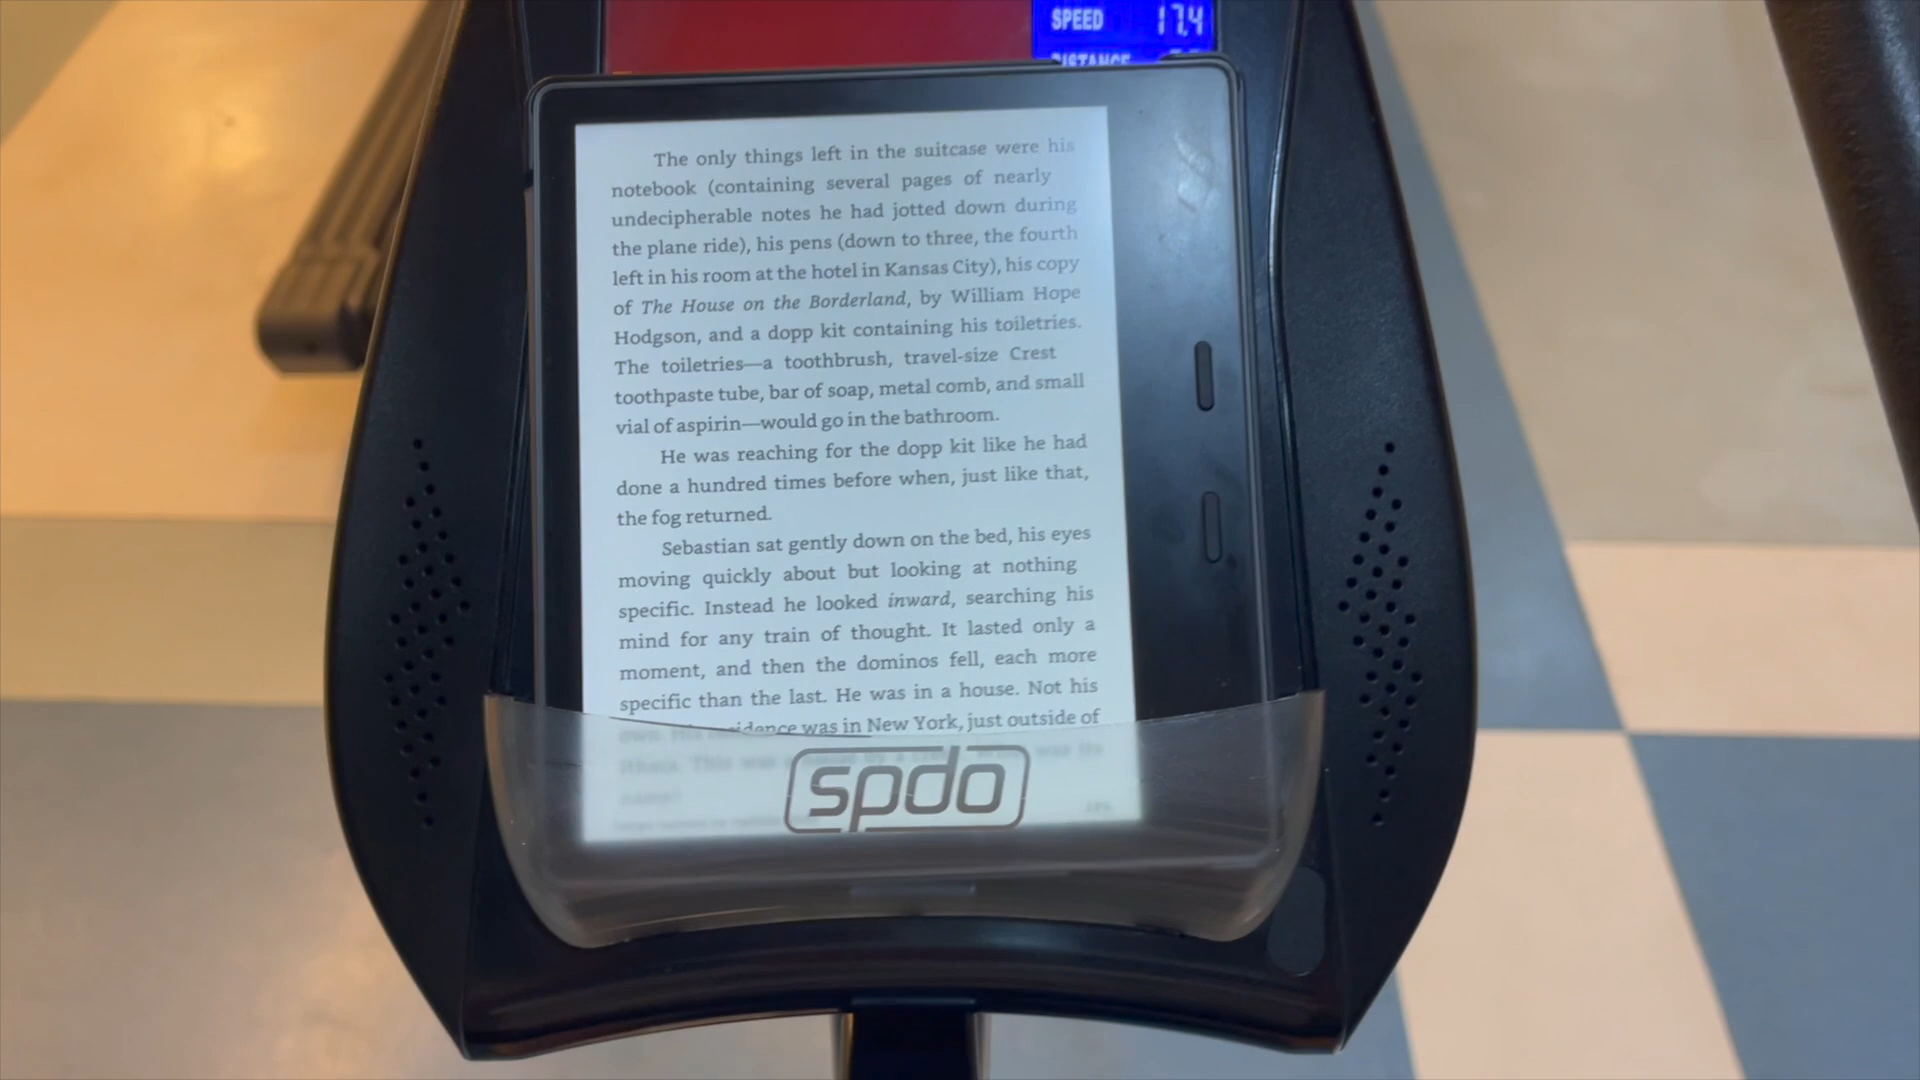 SPEED 17.4
DISTANCE
The only things left in the suitcase were his
notebook (containing several pages of nearly
undecipherable notes he had jotted down during
the plane ride), his pens (down to three, the fourth
left in his room at the hotel in Kansas City), his copy
of The House on the Borderland, by William Hope
Hodgson, and a dopp kit containing his toiletries.
The toiletries—a toothbrush, travel-size Crest
toothpaste tube, bar of soap, metal comb, and small
vial of aspirin—would go in the bathroom.
He was reaching for the dopp kit like he had
done a hundred times before when, just like that,
the fog returned.
Sebastian sat gently down on the bed, his eyes
moving quickly about but looking at nothing
specific. Instead he looked inward, searching his
mind for any train of thought. It lasted only a
moment, and then the dominos fell, each more
specific than the last. He was in a house. Not his
was in New York, just outside of
Ithaca. This was
spdo